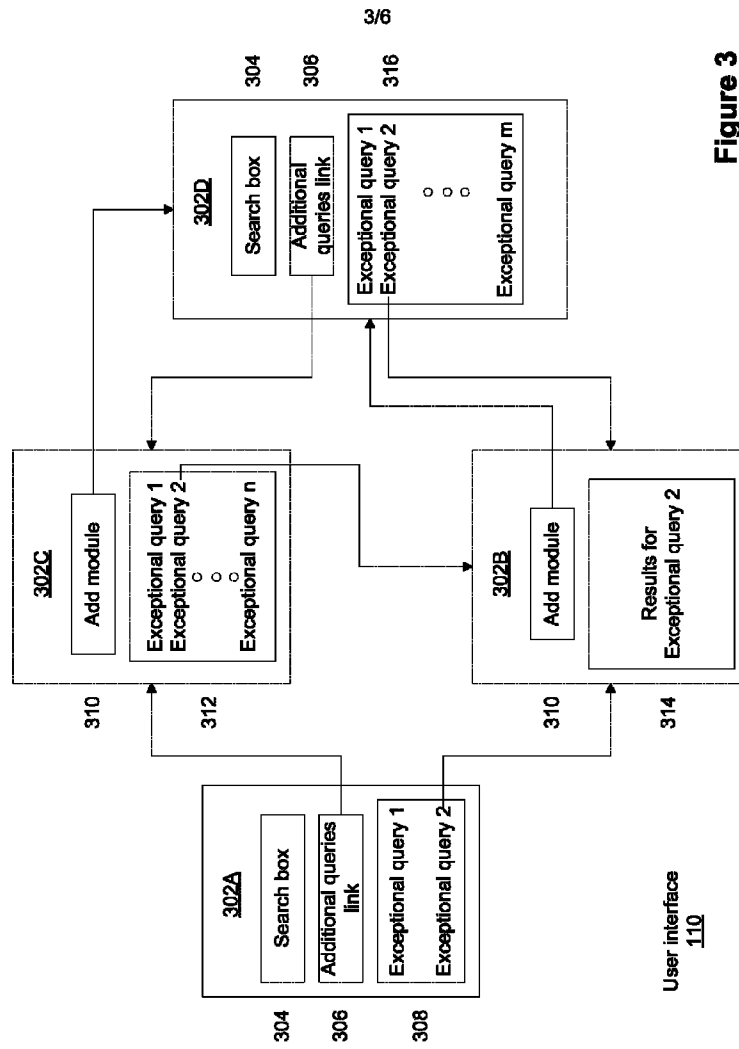 3/6
302A
Search box
Additional queries
link
Exceptional query 1
Exceptional query 2
304
306
308
User interface
110
302C
Add module
Exceptional query 1
Exceptional query 2
○ ○ ○
Exceptional query n
310
312
302B
Add module
Results for
Exceptional query 2
310
314
302D
Search box
Additional
queries link
Exceptional query 1
Exceptional query 2
○ ○ ○
Exceptional query m
304
306
316
Figure 3